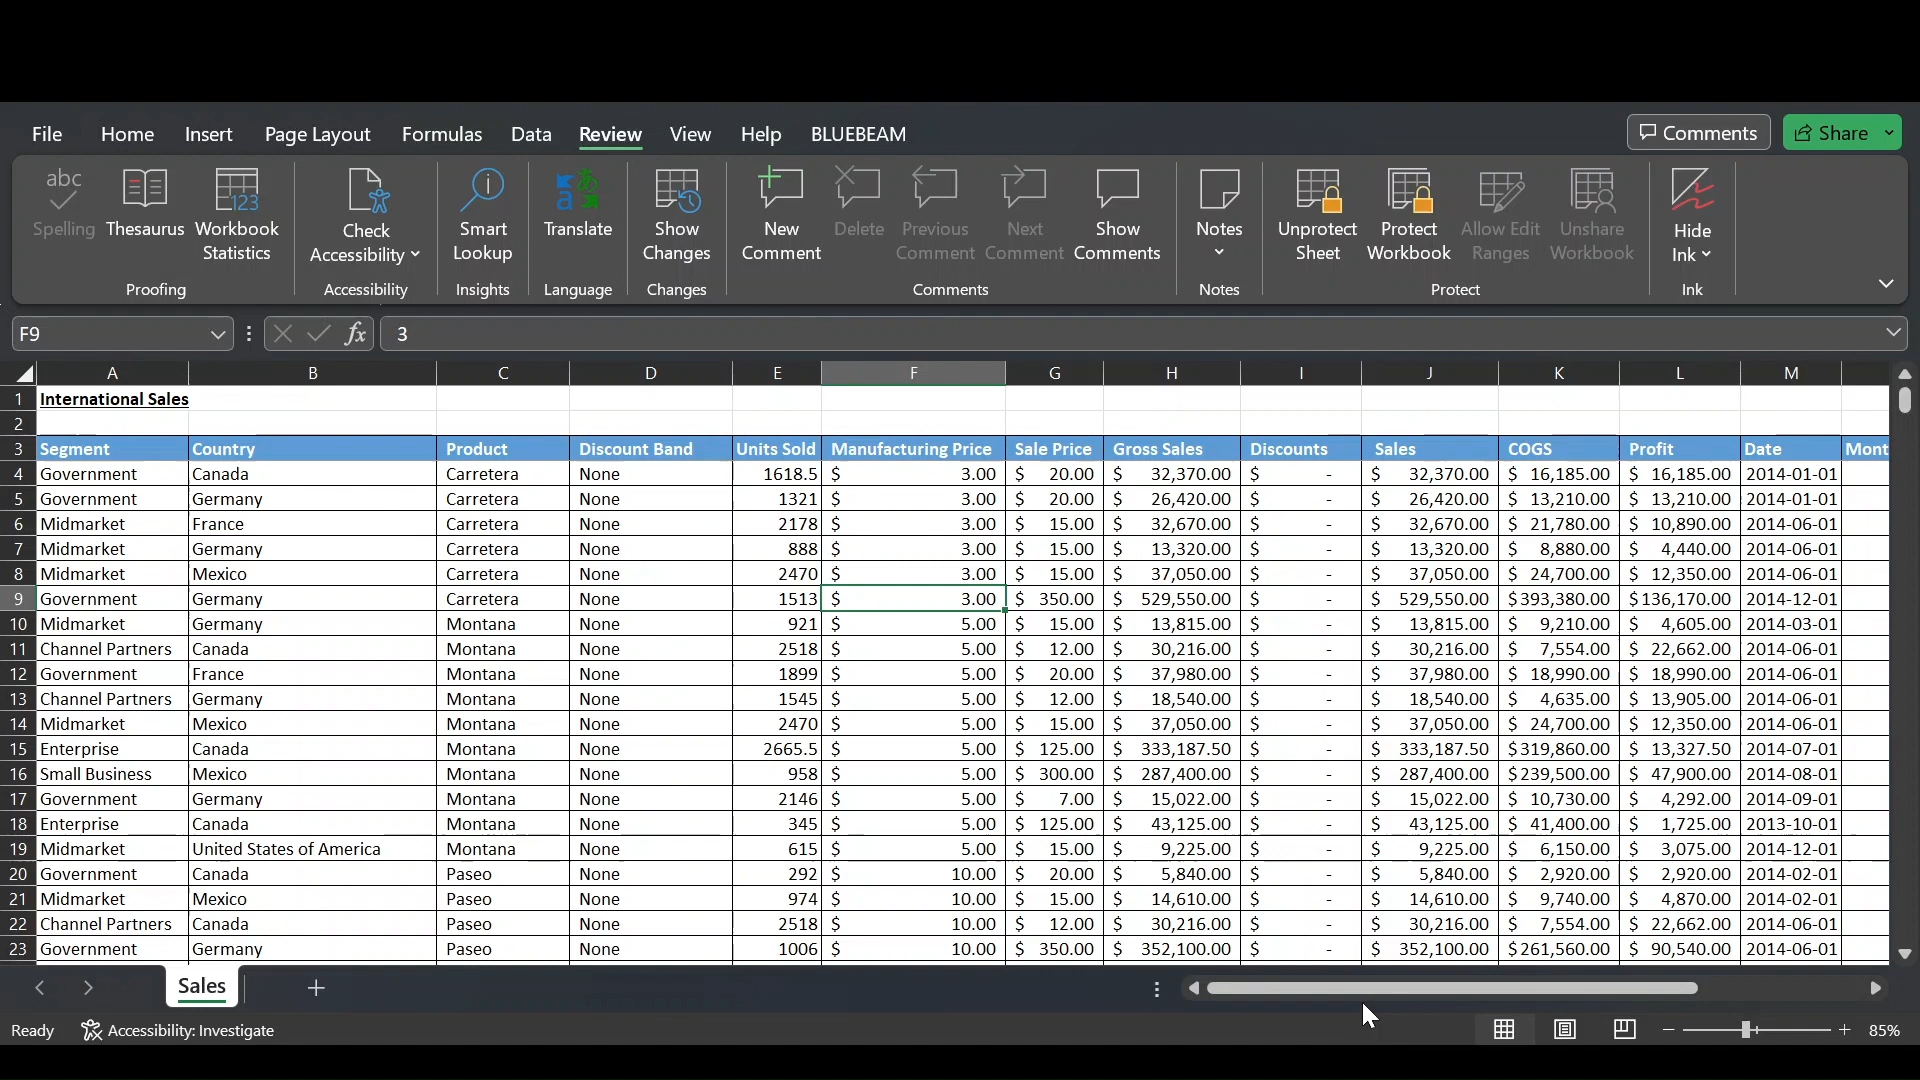 File Home Insert Page Layout Formulas Data Review View Help BLUEBEAM Comments Share
abc 123 a あ
Spelling Thesaurus Workbook Statistics Check Accessibility Smart Lookup Translate Show Changes New Comment Delete Previous Comment Next Comment Show Comments Notes Unprotect Sheet Protect Workbook Allow Edit Ranges Unshare Workbook Hide Ink
Proofing Accessibility Insights Language Changes Comments Notes Protect Ink
F9 fx 3
A B C D E F G H I J K L M
1 International Sales
2
3 Segment Country Product Discount Band Units Sold Manufacturing Price Sale Price Gross Sales Discounts Sales COGS Profit Date Mont
4 Government Canada Carretera None 1618.5 $ 3.00 $ 20.00 $ 32,370.00 $ - $ 32,370.00 $ 16,185.00 $ 16,185.00 2014-01-01
5 Government Germany Carretera None 1321 $ 3.00 $ 20.00 $ 26,420.00 $ - $ 26,420.00 $ 13,210.00 $ 13,210.00 2014-01-01
6 Midmarket France Carretera None 2178 $ 3.00 $ 15.00 $ 32,670.00 $ - $ 32,670.00 $ 21,780.00 $ 10,890.00 2014-06-01
7 Midmarket Germany Carretera None 888 $ 3.00 $ 15.00 $ 13,320.00 $ - $ 13,320.00 $ 8,880.00 $ 4,440.00 2014-06-01
8 Midmarket Mexico Carretera None 2470 $ 3.00 $ 15.00 $ 37,050.00 $ - $ 37,050.00 $ 24,700.00 $ 12,350.00 2014-06-01
9 Government Germany Carretera None 1513 $ 3.00 $ 350.00 $ 529,550.00 $ - $ 529,550.00 $393,380.00 $136,170.00 2014-12-01
10 Midmarket Germany Montana None 921 $ 5.00 $ 15.00 $ 13,815.00 $ - $ 13,815.00 $ 9,210.00 $ 4,605.00 2014-03-01
11 Channel Partners Canada Montana None 2518 $ 5.00 $ 12.00 $ 30,216.00 $ - $ 30,216.00 $ 7,554.00 $ 22,662.00 2014-06-01
12 Government France Montana None 1899 $ 5.00 $ 20.00 $ 37,980.00 $ - $ 37,980.00 $ 18,990.00 $ 18,990.00 2014-06-01
13 Channel Partners Germany Montana None 1545 $ 5.00 $ 12.00 $ 18,540.00 $ - $ 18,540.00 $ 4,635.00 $ 13,905.00 2014-06-01
14 Midmarket Mexico Montana None 2470 $ 5.00 $ 15.00 $ 37,050.00 $ - $ 37,050.00 $ 24,700.00 $ 12,350.00 2014-06-01
15 Enterprise Canada Montana None 2665.5 $ 5.00 $ 125.00 $ 333,187.50 $ - $ 333,187.50 $319,860.00 $ 13,327.50 2014-07-01
16 Small Business Mexico Montana None 958 $ 5.00 $ 300.00 $ 287,400.00 $ - $ 287,400.00 $239,500.00 $ 47,900.00 2014-08-01
17 Government Germany Montana None 2146 $ 5.00 $ 7.00 $ 15,022.00 $ - $ 15,022.00 $ 10,730.00 $ 4,292.00 2014-09-01
18 Enterprise Canada Montana None 345 $ 5.00 $ 125.00 $ 43,125.00 $ - $ 43,125.00 $ 41,400.00 $ 1,725.00 2013-10-01
19 Midmarket United States of America Montana None 615 $ 5.00 $ 15.00 $ 9,225.00 $ - $ 9,225.00 $ 6,150.00 $ 3,075.00 2014-12-01
20 Government Canada Paseo None 292 $ 10.00 $ 20.00 $ 5,840.00 $ - $ 5,840.00 $ 2,920.00 $ 2,920.00 2014-02-01
21 Midmarket Mexico Paseo None 974 $ 10.00 $ 15.00 $ 14,610.00 $ - $ 14,610.00 $ 9,740.00 $ 4,870.00 2014-02-01
22 Channel Partners Canada Paseo None 2518 $ 10.00 $ 12.00 $ 30,216.00 $ - $ 30,216.00 $ 7,554.00 $ 22,662.00 2014-06-01
23 Government Germany Paseo None 1006 $ 10.00 $ 350.00 $ 352,100.00 $ - $ 352,100.00 $261,560.00 $ 90,540.00 2014-06-01
Sales
Ready Accessibility: Investigate 85%